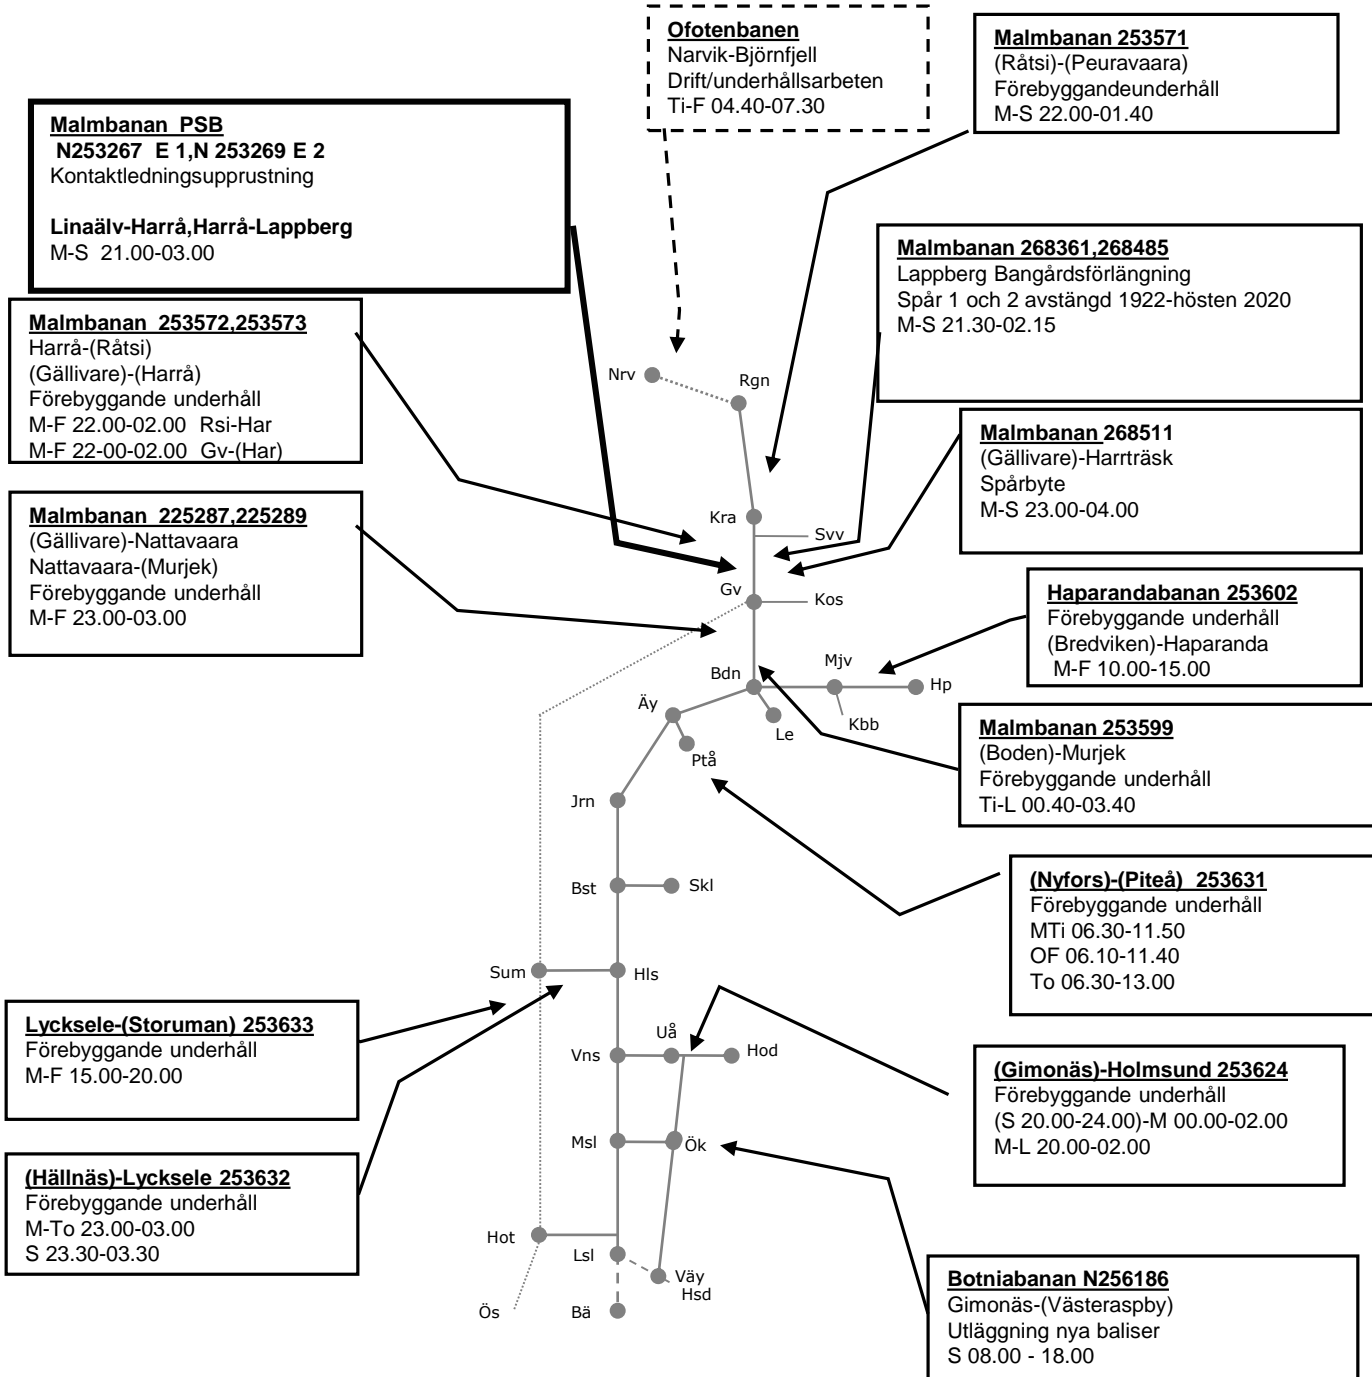 Ofotenbanen
Narvik-Björnfjell
Drift/underhållsarbeten
Ti-F 04.40-07.30
Malmbanan 253571
(Råtsi)-(Peuravaara)
Förebyggandeunderhåll
M-S 22.00-01.40
Malmbanan  PSB
N253267  E 1,N 253269 E 2
Kontaktledningsupprustning
Linaälv-Harrå,Harrå-Lappberg
M-S  21.00-03.00
Malmbanan 268361,268485
Lappberg Bangårdsförlängning
Spår 1 och 2 avstängd 1922-hösten 2020
M-S 21.30-02.15
Malmbanan  253572,253573
Harrå-(Råtsi)
(Gällivare)-(Harrå)
Förebyggande underhåll
M-F 22.00-02.00  Rsi-Har
M-F 22-00-02.00  Gv-(Har)
Malmbanan 268511
(Gällivare)-Harrträsk
Spårbyte
M-S 23.00-04.00
Malmbanan  225287,225289
(Gällivare)-Nattavaara
Nattavaara-(Murjek)
Förebyggande underhåll
M-F 23.00-03.00
Haparandabanan 253602
Förebyggande underhåll
(Bredviken)-Haparanda
M-F 10.00-15.00
Malmbanan 253599
(Boden)-Murjek
Förebyggande underhåll
Ti-L 00.40-03.40
(Nyfors)-(Piteå)  253631
Förebyggande underhåll
MTi 06.30-11.50
OF 06.10-11.40
To 06.30-13.00
Lycksele-(Storuman) 253633
Förebyggande underhåll
M-F 15.00-20.00
(Gimonäs)-Holmsund 253624
Förebyggande underhåll
(S 20.00-24.00)-M 00.00-02.00
M-L 20.00-02.00
(Hällnäs)-Lycksele 253632
Förebyggande underhåll
M-To 23.00-03.00
S 23.30-03.30
Botniabanan N256186
Gimonäs-(Västeraspby)
Utläggning nya baliser
S 08.00 - 18.00
Nrv
Rgn
Kra
Svv
Gv
Kos
Bdn
Mjv
Hp
Äy
Le
Kbb
Ptå
Jrn
Bst
Skl
Sum
Hls
Uå
Vns
Hod
Msl
Ök
Hot
Lsl
Väy
Hsd
Ös
Bä